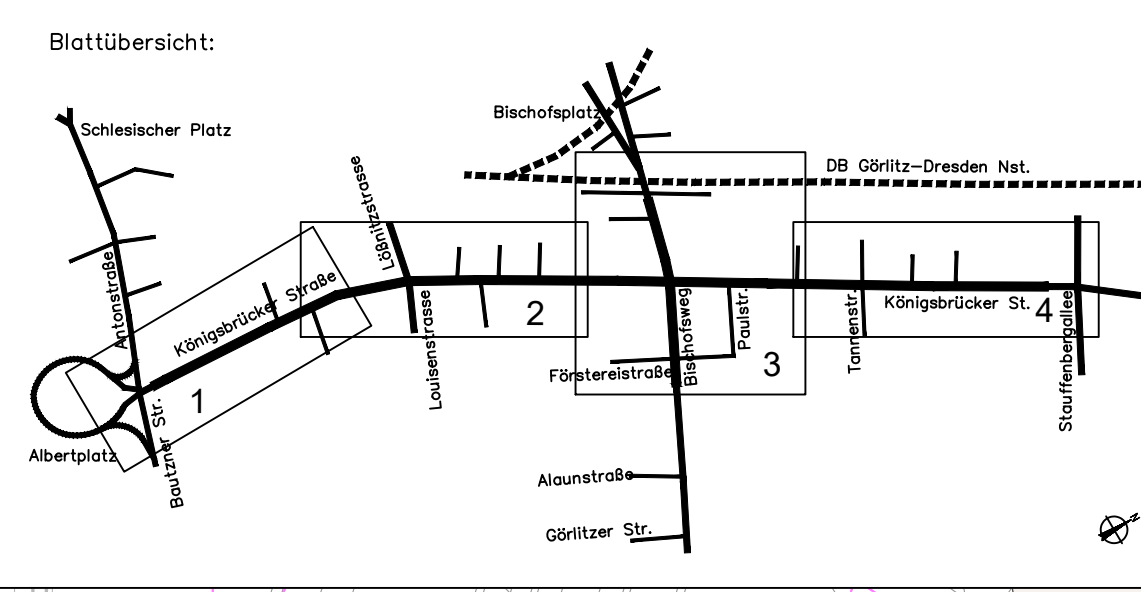 Blattübersicht:
Bischofsplatz
Schlesischer Platz
DB Görlitz-Dresden Nst.
Lößnitzstrasse
Antonstraße
Königsbrücker Straße
Louisenstrasse
2
Bischofsweg
Paulstr.
Tannenstr.
Königsbrücker St.
4
Stauffenbergallee
3
Förstereistraße
1
Bautzner Str.
Albertplatz
Alaunstraße
Görlitzer Str.
N